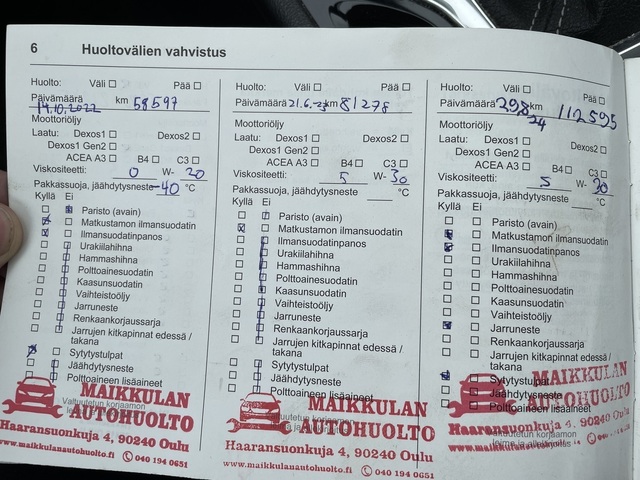 6 Huoltovälien vahvistus
Huolto: Väli Pää
Päivämäärä 14.10.2022 km 58597
Moottoriöljy
Laatu: Dexos1 Dexos2
Dexos1 Gen2
ACEA A3 B4 C3
Viskositeetti: 0 W- 20
Pakkassuoja, jäähdytysneste -40 °C
Kyllä Ei
Paristo (avain)
Matkustamon ilmansuodatin
Ilmansuodatinpanos
Urakiilahihna
Hammashihna
Polttoainesuodatin
Kaasunsuodatin
Vaihteistoöljy
Jarruneste
Renkaankorjaussarja
Jarrujen kitkapinnat edessä /
takana
Sytytystulpat
Jäähdytysneste
Polttoaineen lisäaineet
Valtuutetun korjaamon
MAIKKULAN
AUTOHUOLTO
Haaransuonkuja 4, 90240 Oulu
www.maikkulanautohuolto.fi 040 194 0651
Huolto: Väli Pää
Päivämäärä 21.6.-23 km 81278
Moottoriöljy
Laatu: Dexos1 Dexos2
Dexos1 Gen2
ACEA A3 B4 C3
Viskositeetti: 5 W- 30
Pakkassuoja, jäähdytysneste °C
Kyllä Ei
Paristo (avain)
Matkustamon ilmansuodatin
Ilmansuodatinpanos
Urakiilahihna
Hammashihna
Polttoainesuodatin
Kaasunsuodatin
Vaihteistoöljy
Jarruneste
Renkaankorjaussarja
Jarrujen kitkapinnat edessä /
takana
Sytytystulpat
Jäähdytysneste
Polttoaineen lisäaineet
MAIKKULAN
AUTOHUOLTO
Haaransuonkuja 4, 90240 Oulu
www.maikkulanautohuolto.fi 040 194 0651
Huolto: Väli Pää
Päivämäärä 29.8 24 km 112595
Moottoriöljy
Laatu: Dexos1 Dexos2
Dexos1 Gen2
ACEA A3 B4 C3
Viskositeetti: 5 W- 30
Pakkassuoja, jäähdytysneste °C
Kyllä Ei
Paristo (avain)
Matkustamon ilmansuodatin
Ilmansuodatinpanos
Urakiilahihna
Hammashihna
Polttoainesuodatin
Kaasunsuodatin
Vaihteistoöljy
Jarruneste
Renkaankorjaussarja
Jarrujen kitkapinnat edessä /
takana
Sytytystulpat
Jäähdytysneste
Polttoaineen lisäaineet
MAIKKULAN
AUTOHUOLTO
Haaransuonkuja 4, 90240 Oulu
Valtuutetun korjaamon